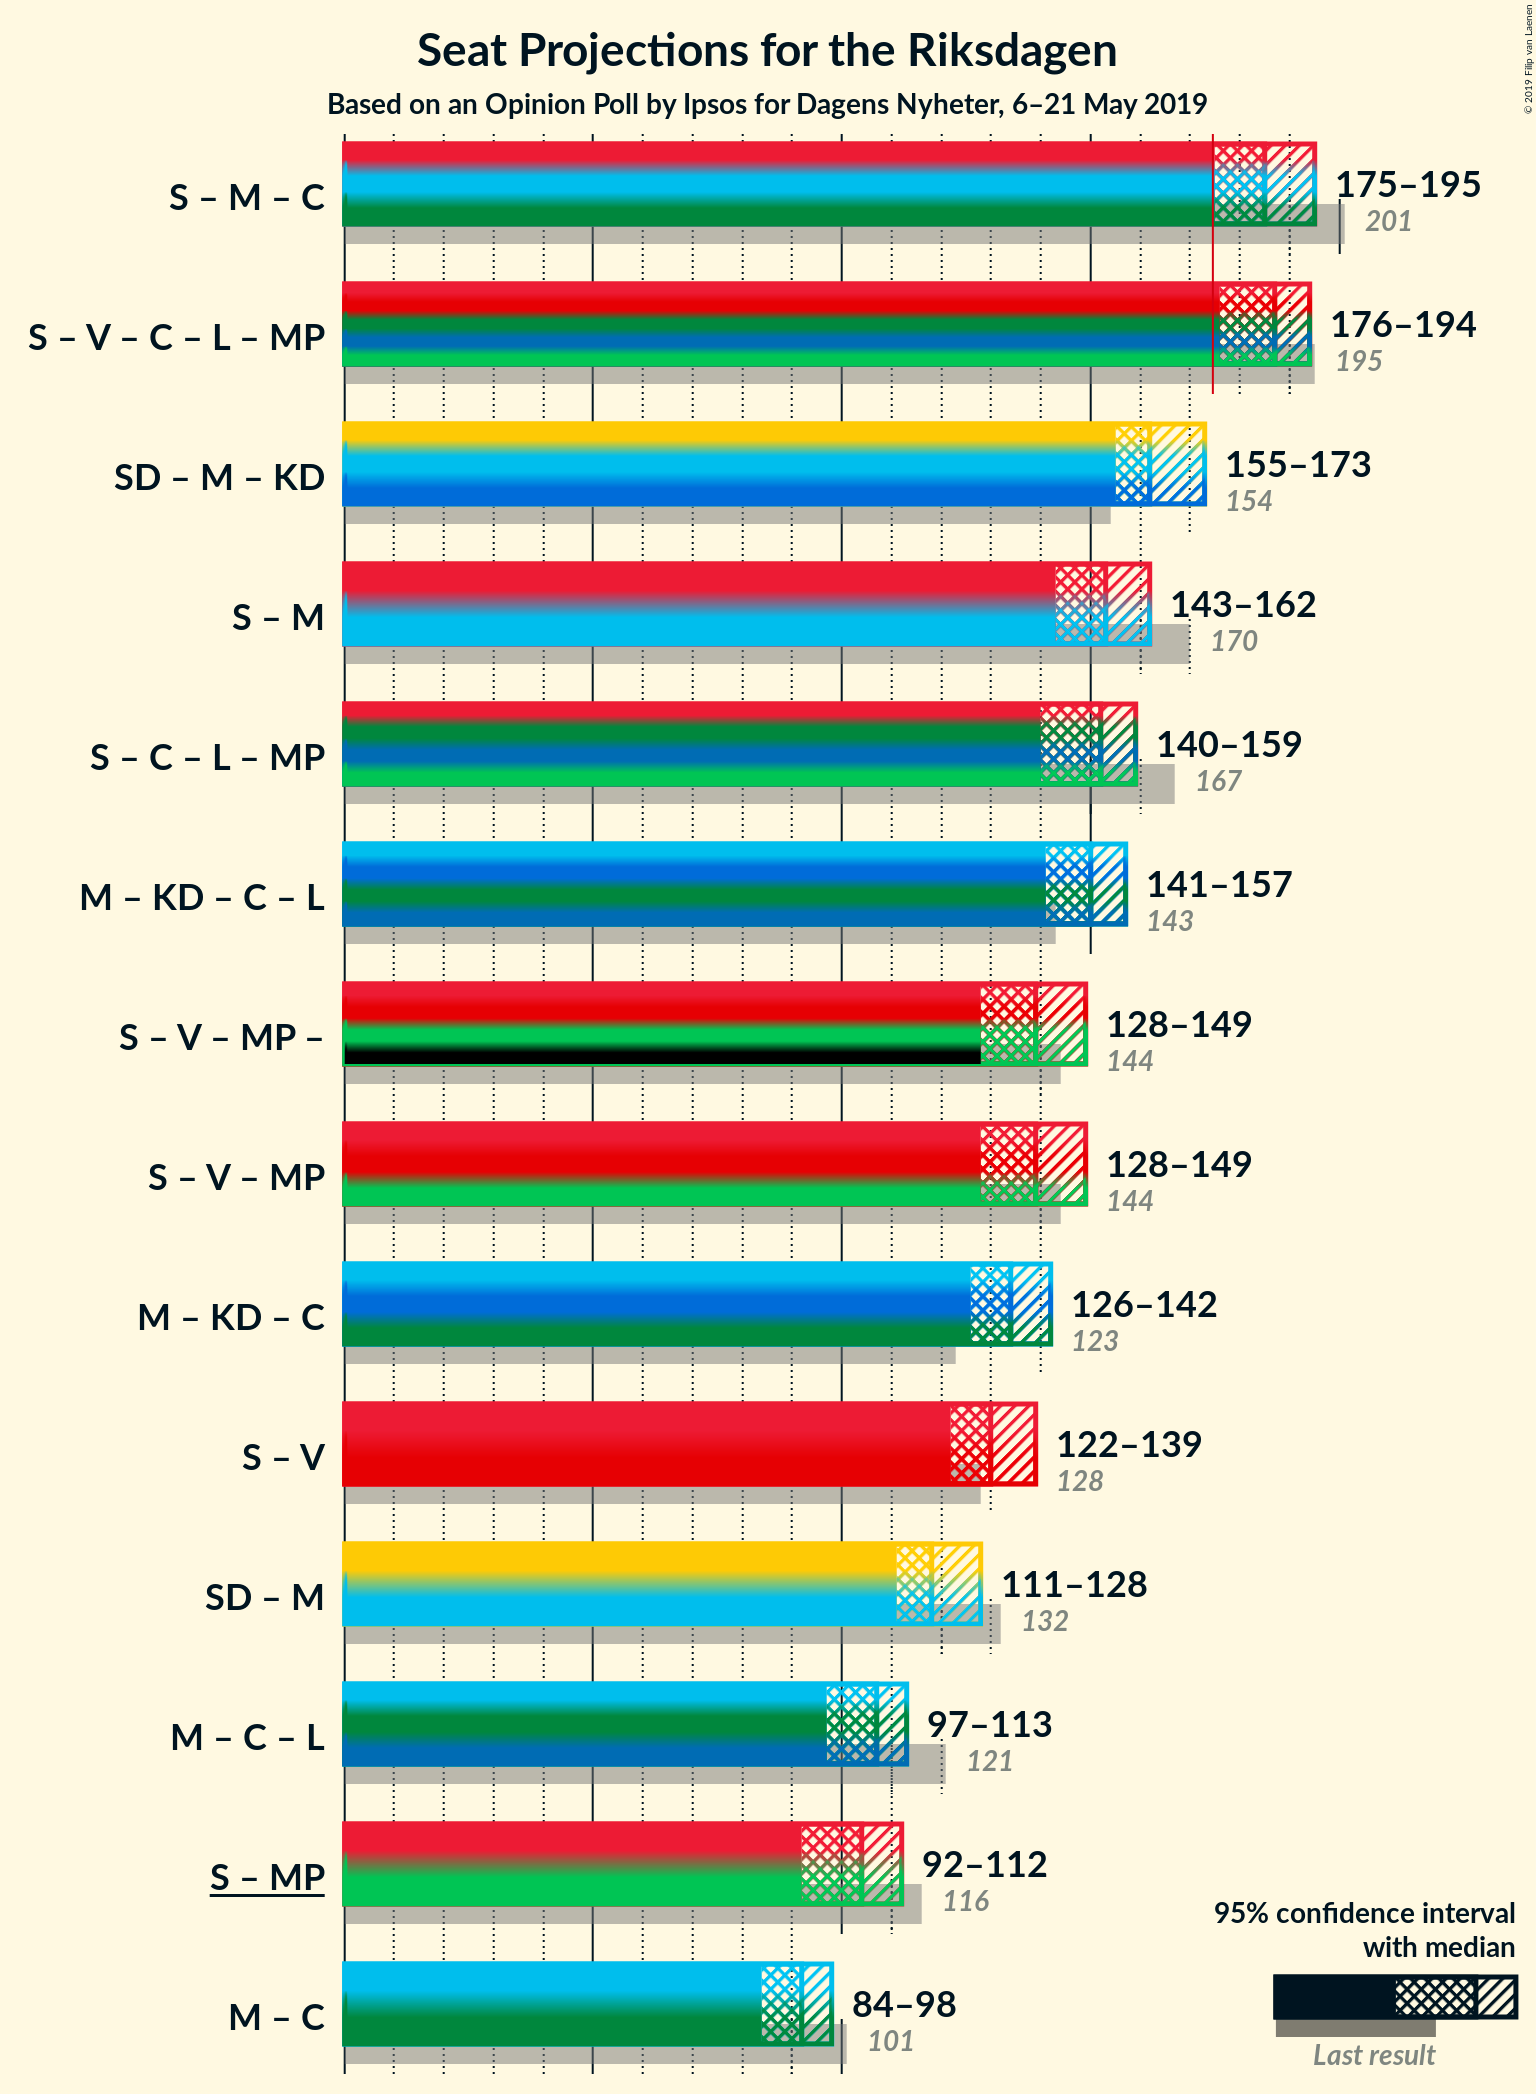 Seat Projections for the Riksdagen
Based on an Opinion Poll by Ipsos for Dagens Nyheter, 6–21 May 2019
© 2019 Filip van Laenen
S – M – C
175–195
201
S – V – C – L – MP
176–194
195
SD – M – KD
155–173
154
S – M
143–162
170
S – C – L – MP
140–159
167
M – KD – C – L
141–157
143
S – V – MP –
128–149
144
S – V – MP
128–149
144
M – KD – C
126–142
123
S – V
122–139
128
SD – M
111–128
132
M – C – L
97–113
121
S – MP
92–112
116
M – C
84–98
101
95% confidence interval
with median
Last result